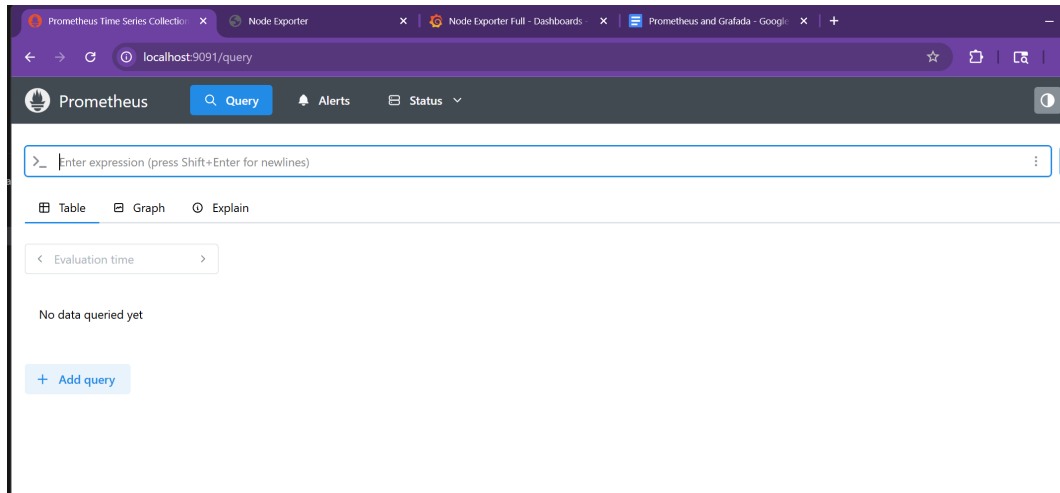 Prometheus Time Series Collection Node Exporter Node Exporter Full - Dashboards - Prometheus and Grafada - Google
localhost:9091/query
Prometheus Query Alerts Status
>_ Enter expression (press Shift+Enter for newlines)
Table Graph Explain
< Evaluation time >
No data queried yet
+ Add query